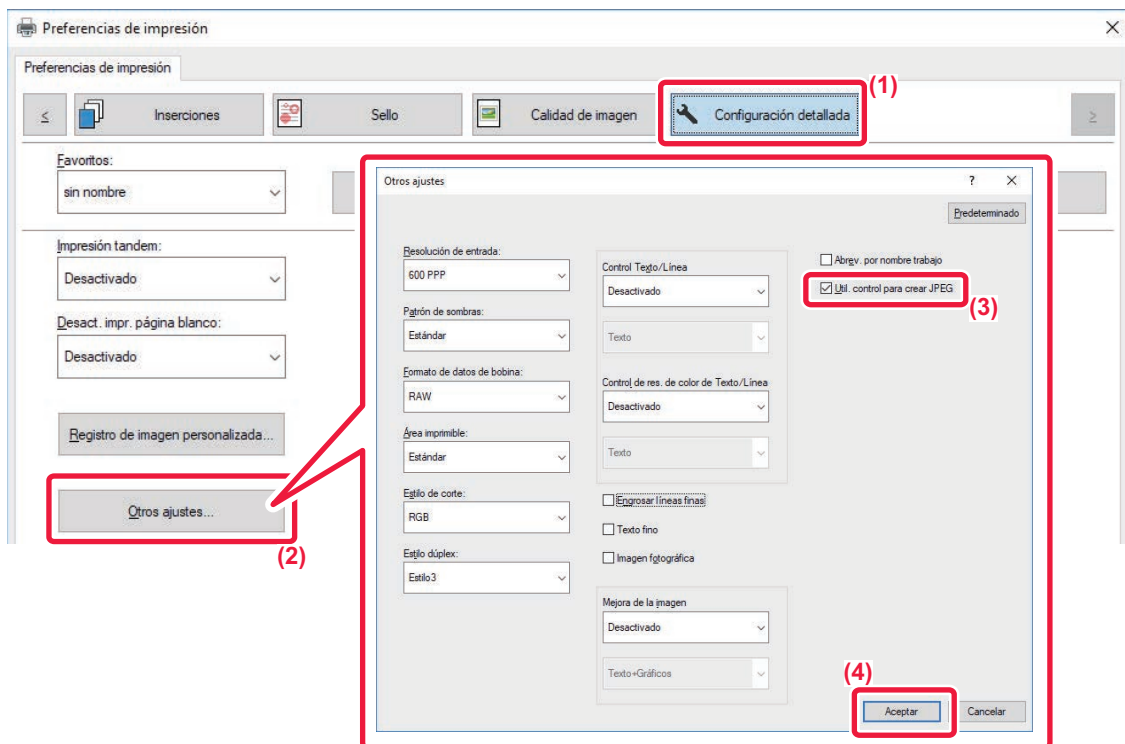 Preferencias de impresión
Preferencias de impresión
(1)
< Inserciones Sello Calidad de imagen Configuración detallada >
Favoritos:
sin nombre
Impresión tandem:
Desactivado
Desact. impr. página blanco:
Desactivado
Registro de imagen personalizada...
Otros ajustes...
(2)
Otros ajustes
?
Predeterminado
Resolución de entrada:
600 PPP
Patrón de sombras:
Estándar
Formato de datos de bobina:
RAW
Área imprimible:
Estándar
Estilo de corte:
RGB
Estilo dúplex:
Estilo3
Control Texto/Línea
Desactivado
Texto
Control de res. de color de Texto/Línea
Desactivado
Texto
Engrosar líneas finas
Texto fino
Imagen fotográfica
Mejora de la imagen
Desactivado
Texto+Gráficos
Abrev. por nombre trabajo
Util. control para crear JPEG
(3)
(4)
Aceptar
Cancelar